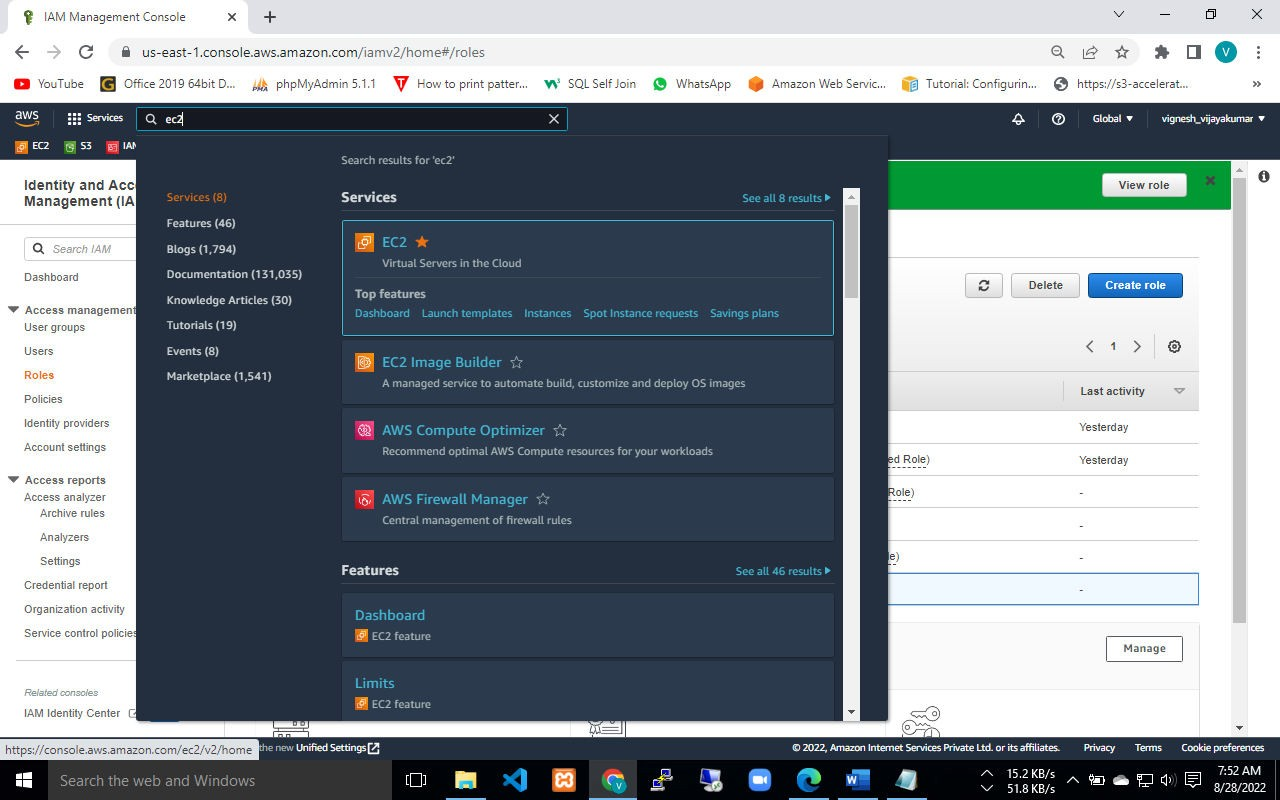 IAM Management Console
us-east-1.console.aws.amazon.com/iamv2/home#/roles
V
YouTube
Office 2019 64bit D...
phpMyAdmin 5.1.1
How to print patter...
SQL Self Join
WhatsApp
Amazon Web Servic...
Tutorial: Configurin...
https://s3-accelerat...
»
aws
Services
ec2
Global
vignesh_vijayakumar
EC2
S3
IAM
Search results for 'ec2'
Services (8)
Features (46)
Blogs (1,794)
Documentation (131,035)
Knowledge Articles (30)
Tutorials (19)
Events (8)
Marketplace (1,541)
Services
See all 8 results
EC2
Virtual Servers in the Cloud
Top features
Dashboard Launch templates Instances Spot Instance requests Savings plans
EC2 Image Builder
A managed service to automate build, customize and deploy OS images
AWS Compute Optimizer
Recommend optimal AWS Compute resources for your workloads
AWS Firewall Manager
Central management of firewall rules
Features
See all 46 results
Dashboard
EC2 feature
Limits
EC2 feature
Identity and Acce
Management (IA
Search IAM
Dashboard
Access management
User groups
Users
Roles
Policies
Identity providers
Account settings
Access reports
Access analyzer
Archive rules
Analyzers
Settings
Credential report
Organization activity
Service control policies
Related consoles
IAM Identity Center
View role
Delete
Create role
1
Last activity
Yesterday
ed Role)
Yesterday
Role)
-
-
e)
-
-
Manage
https://console.aws.amazon.com/ec2/v2/home
the new Unified Settings
© 2022, Amazon Internet Services Private Ltd. or its affiliates.
Privacy
Terms
Cookie preferences
Search the web and Windows
15.2 KB/s
51.8 KB/s
7:52 AM
8/28/2022